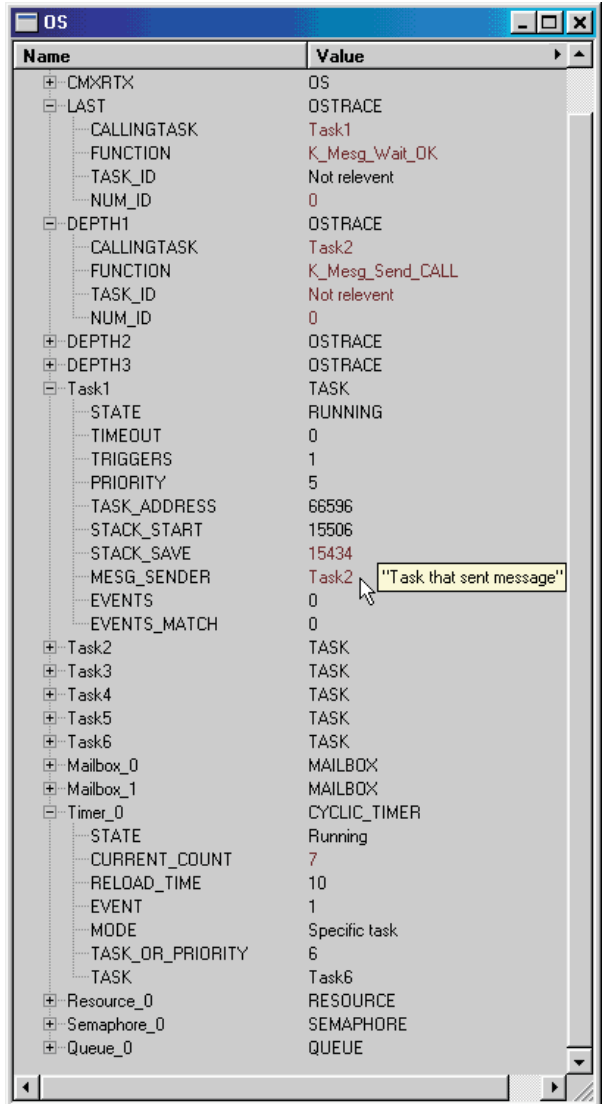 OS
Name Value
CMXRTX OS
LAST OSTRACE
CALLINGTASK Task1
FUNCTION K_Mesg_Wait_OK
TASK_ID Not relevent
NUM_ID 0
DEPTH1 OSTRACE
CALLINGTASK Task2
FUNCTION K_Mesg_Send_CALL
TASK_ID Not relevent
NUM_ID 0
DEPTH2 OSTRACE
DEPTH3 OSTRACE
Task1 TASK
STATE RUNNING
TIMEOUT 0
TRIGGERS 1
PRIORITY 5
TASK_ADDRESS 66596
STACK_START 15506
STACK_SAVE 15434
MESG_SENDER Task2 "Task that sent message"
EVENTS 0
EVENTS_MATCH 0
Task2 TASK
Task3 TASK
Task4 TASK
Task5 TASK
Task6 TASK
Mailbox_0 MAILBOX
Mailbox_1 MAILBOX
Timer_0 CYCLIC_TIMER
STATE Running
CURRENT_COUNT 7
RELOAD_TIME 10
EVENT 1
MODE Specific task
TASK_OR_PRIORITY 6
TASK Task6
Resource_0 RESOURCE
Semaphore_0 SEMAPHORE
Queue_0 QUEUE